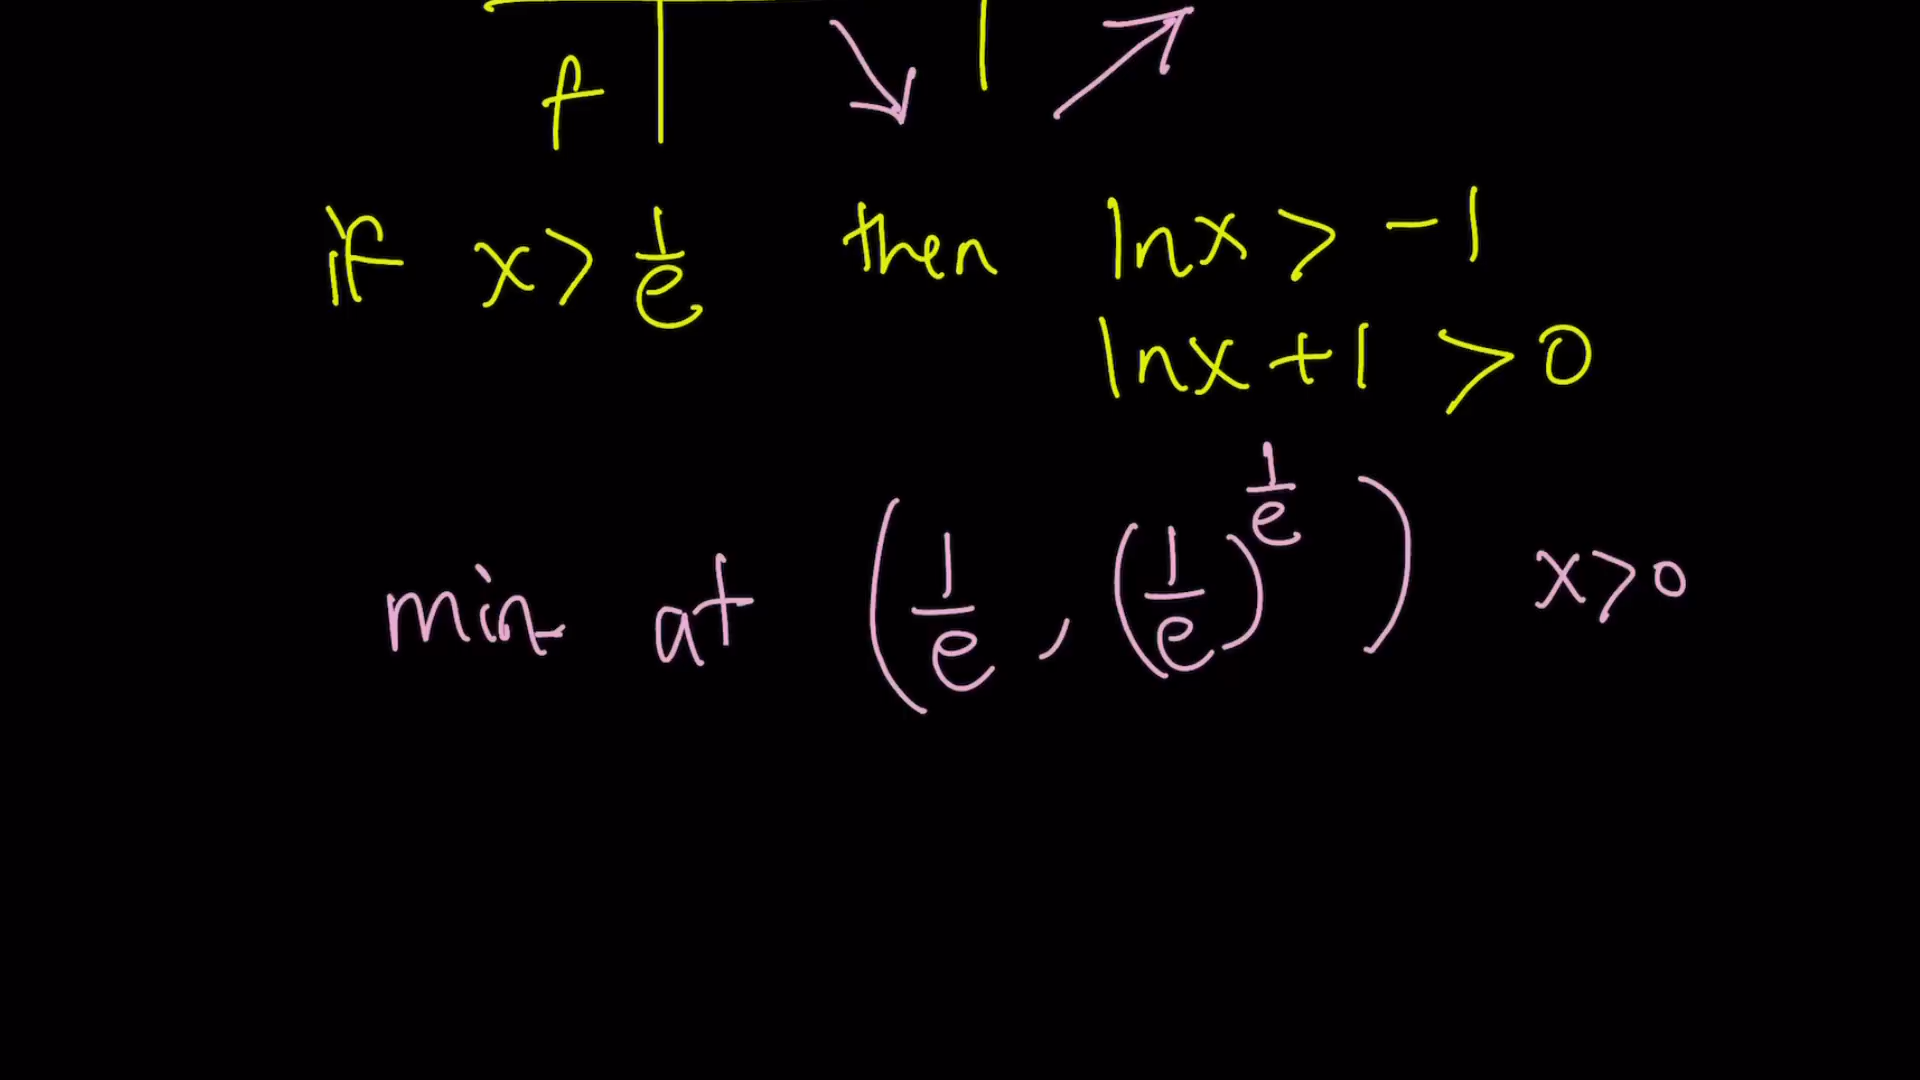 f
if x > 1/e then ln x > -1
ln x + 1 > 0
min at (1/e, (1/e)^(1/e)) x > 0